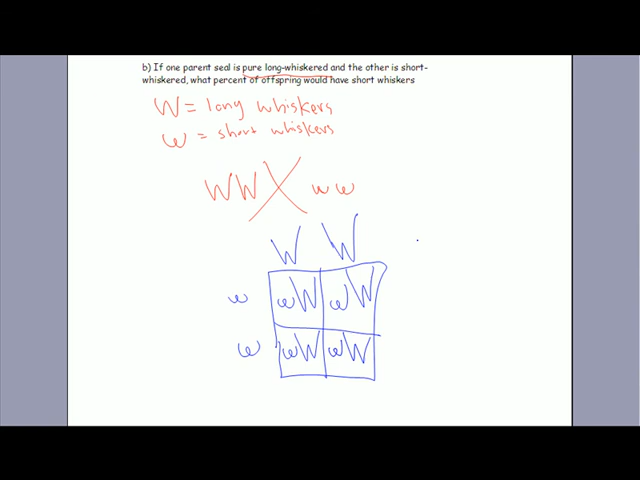 b) If one parent seal is pure long-whiskered and the other is short-
whiskered, what percent of offspring would have short whiskers
W = long whiskers
w = short whiskers
WW X ww
W W
w wW wW
w wW wW